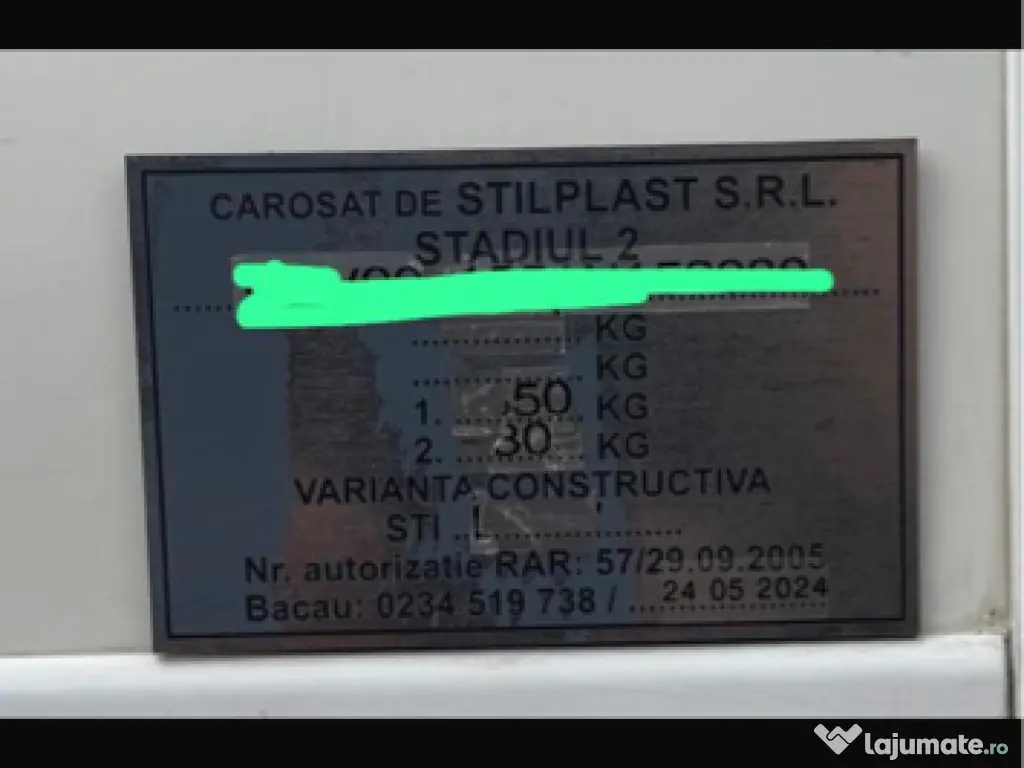 CAROSAT DE STILPLAST S.R.L.
STADIUL 2
KG
KG
1. 50 KG
2. 30 KG
VARIANTA CONSTRUCTIVA
STI L
Nr. autorizatie RAR: 57/29.09.2005
Bacau: 0234 519 738 / 24 05 2024
lajumate.ro